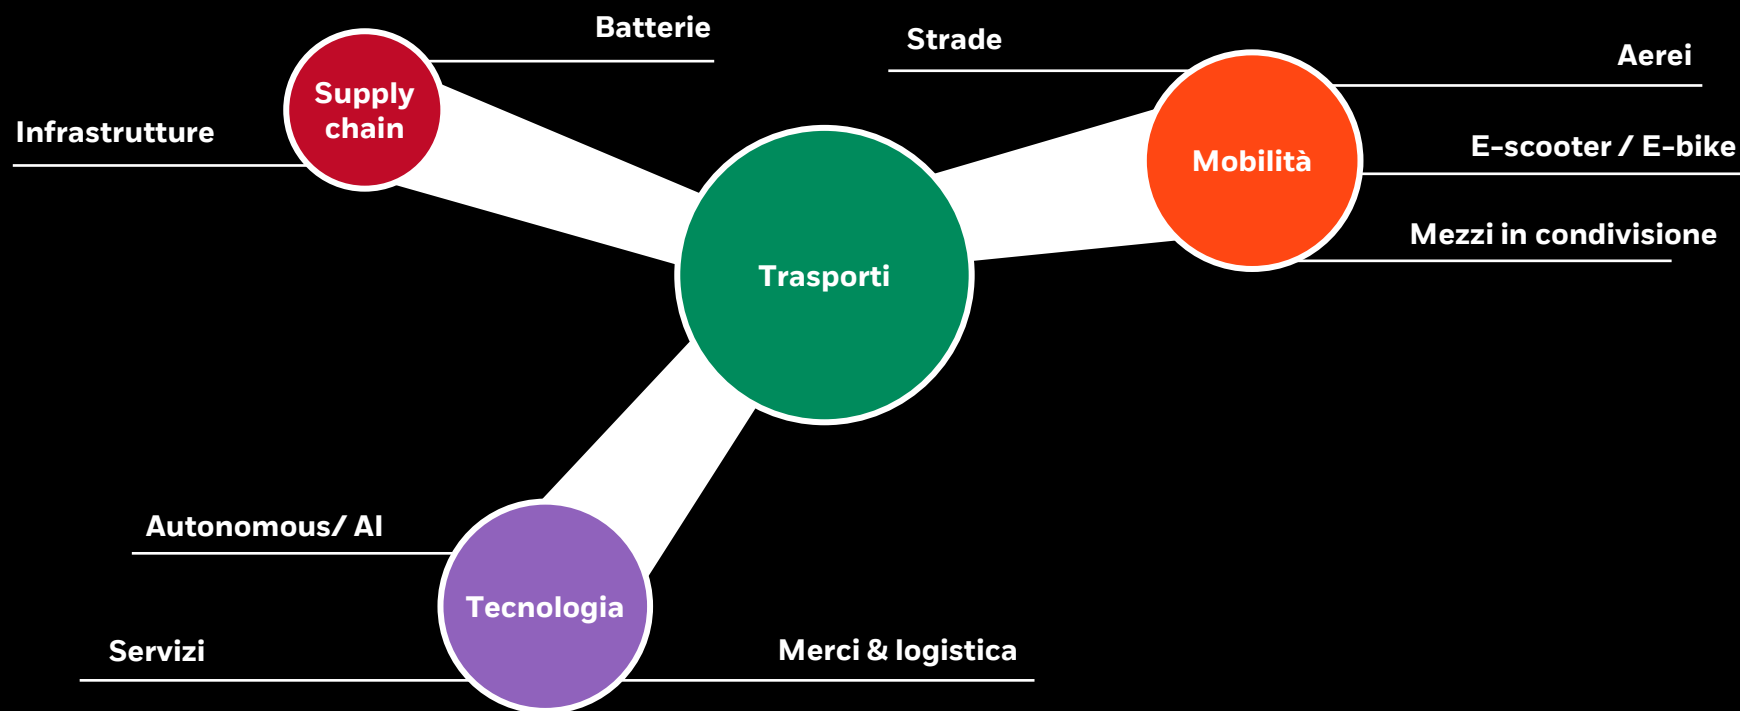 Batterie
Strade
Aerei
Supply
chain
Infrastrutture
E-scooter / E-bike
Mobilità
Mezzi in condivisione
Trasporti
Autonomous/ AI
Tecnologia
Servizi
Merci & logistica